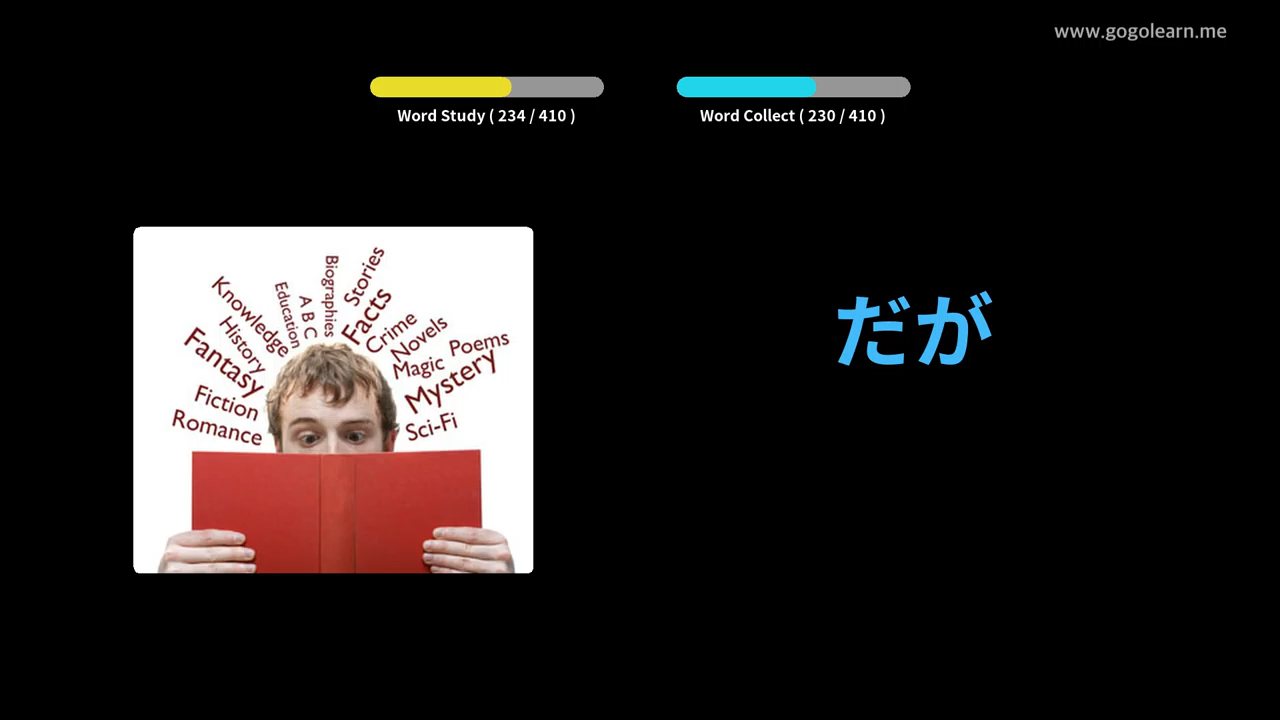 www.gogolearn.me
Word Study ( 234 / 410 )
Word Collect ( 230 / 410 )
Biographies
Stories
Education
A B C
Facts
Knowledge
Crime
History
Novels
Poems
Fantasy
Magic
Mystery
Fiction
Romance
Sci-Fi
だが